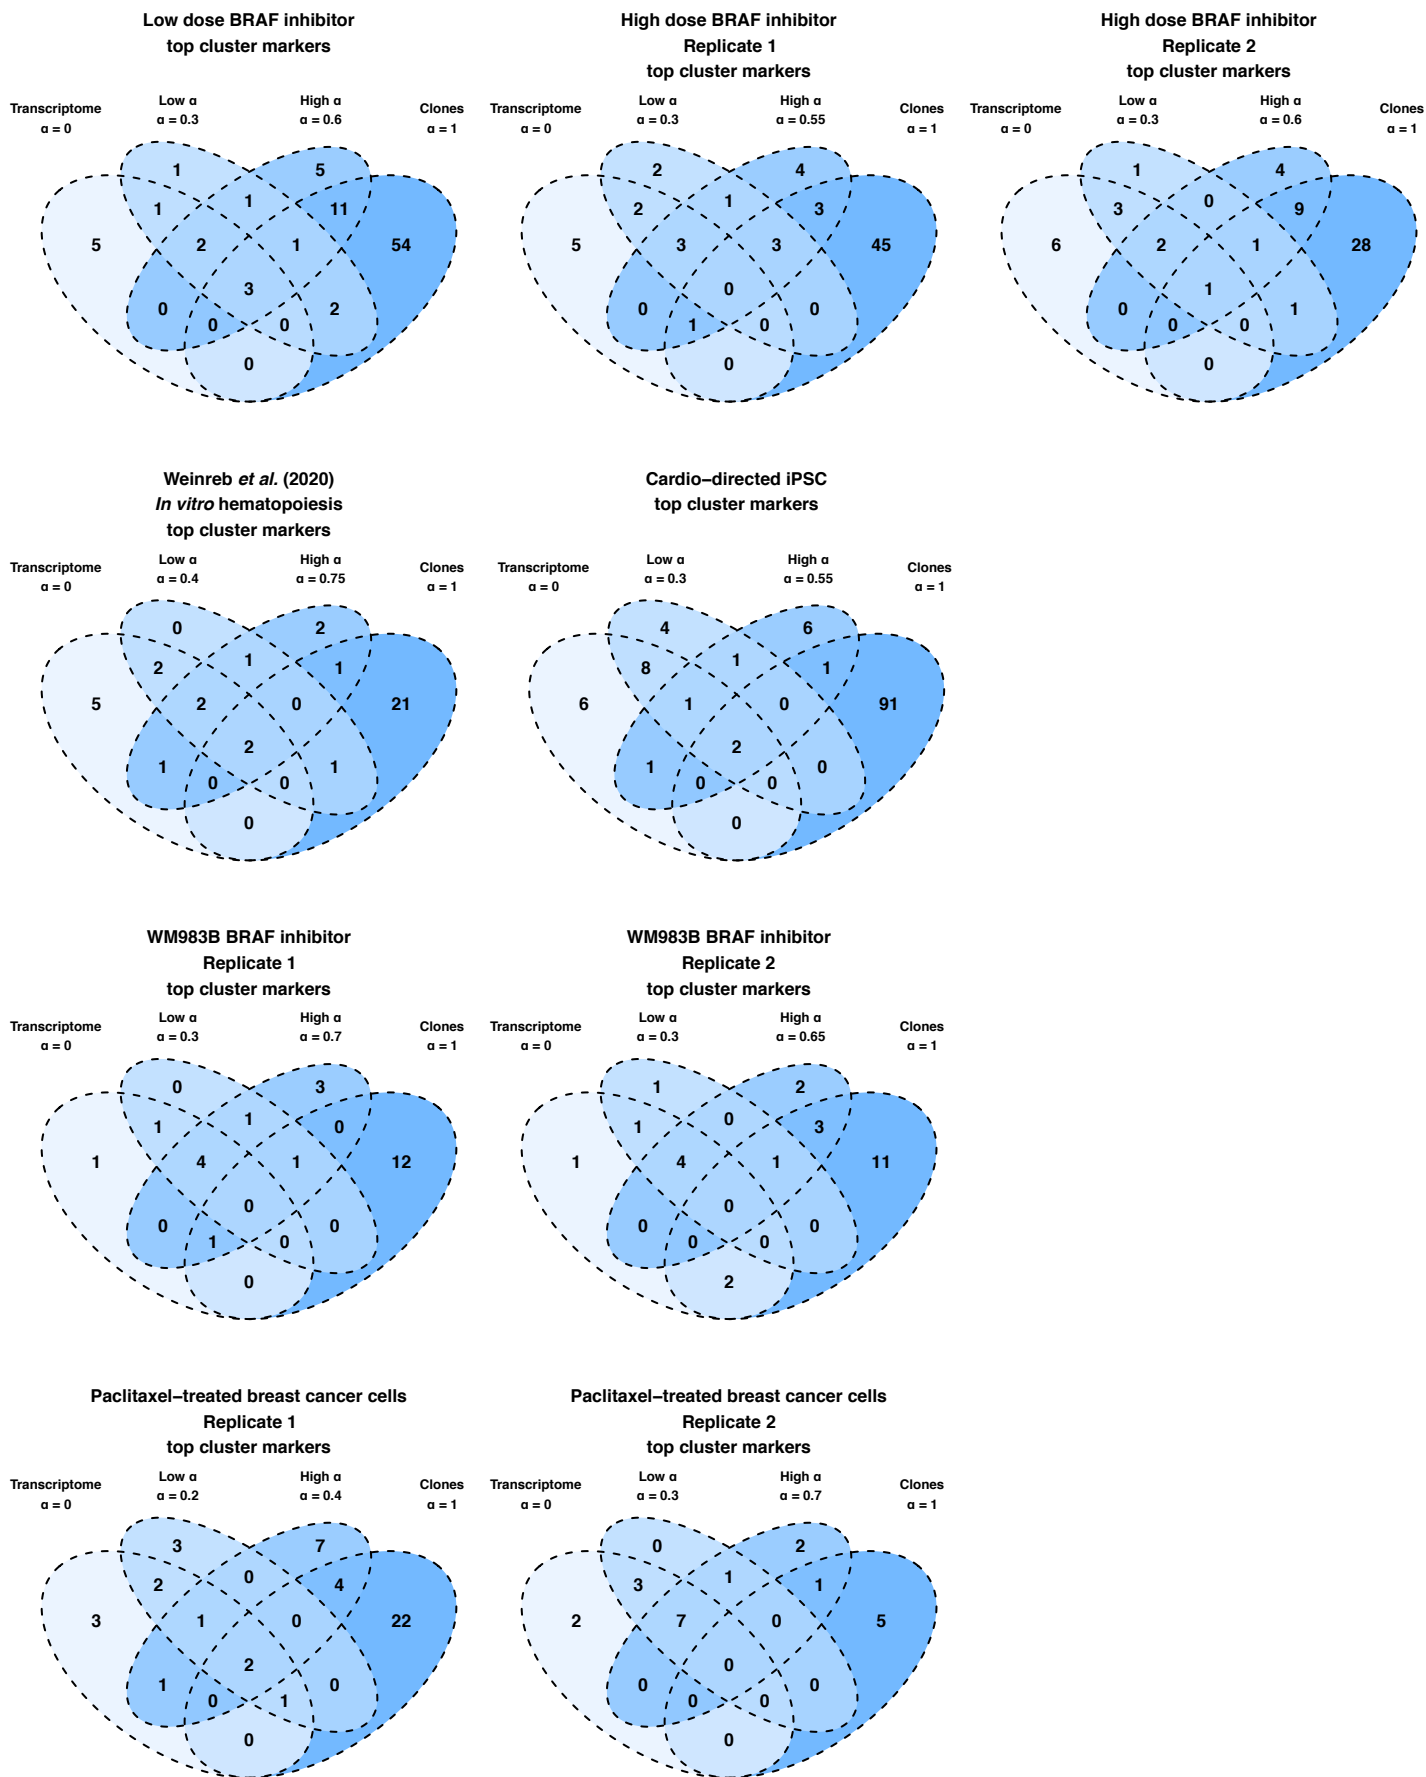 Low dose BRAF inhibitor
top cluster markers
Transcriptome
α = 0
Low α
α = 0.3
High α
α = 0.6
Clones
α = 1
1
5
1
1
11
5
2
1
54
3
0
2
0
0
0
High dose BRAF inhibitor
Replicate 1
top cluster markers
Transcriptome
α = 0
Low α
α = 0.3
High α
α = 0.55
Clones
α = 1
2
4
2
1
3
5
3
3
45
0
0
0
1
0
0
High dose BRAF inhibitor
Replicate 2
top cluster markers
Transcriptome
α = 0
Low α
α = 0.3
High α
α = 0.6
Clones
α = 1
1
4
3
0
9
6
2
1
28
1
0
1
0
0
0
Weinreb et al. (2020)
In vitro hematopoiesis
top cluster markers
Transcriptome
α = 0
Low α
α = 0.4
High α
α = 0.75
Clones
α = 1
0
2
2
1
1
5
2
0
21
2
1
1
0
0
0
Cardio−directed iPSC
top cluster markers
Transcriptome
α = 0
Low α
α = 0.3
High α
α = 0.55
Clones
α = 1
4
6
8
1
1
6
1
0
91
2
1
0
0
0
0
WM983B BRAF inhibitor
Replicate 1
top cluster markers
Transcriptome
α = 0
Low α
α = 0.3
High α
α = 0.7
Clones
α = 1
0
3
1
1
0
1
4
1
12
0
0
0
1
0
0
WM983B BRAF inhibitor
Replicate 2
top cluster markers
Transcriptome
α = 0
Low α
α = 0.3
High α
α = 0.65
Clones
α = 1
1
2
1
0
3
1
4
1
11
0
0
0
0
0
2
Paclitaxel−treated breast cancer cells
Replicate 1
top cluster markers
Transcriptome
α = 0
Low α
α = 0.2
High α
α = 0.4
Clones
α = 1
3
7
2
0
4
3
1
0
22
2
1
0
0
1
0
Paclitaxel−treated breast cancer cells
Replicate 2
top cluster markers
Transcriptome
α = 0
Low α
α = 0.3
High α
α = 0.7
Clones
α = 1
0
2
3
1
1
2
7
0
5
0
0
0
0
0
0